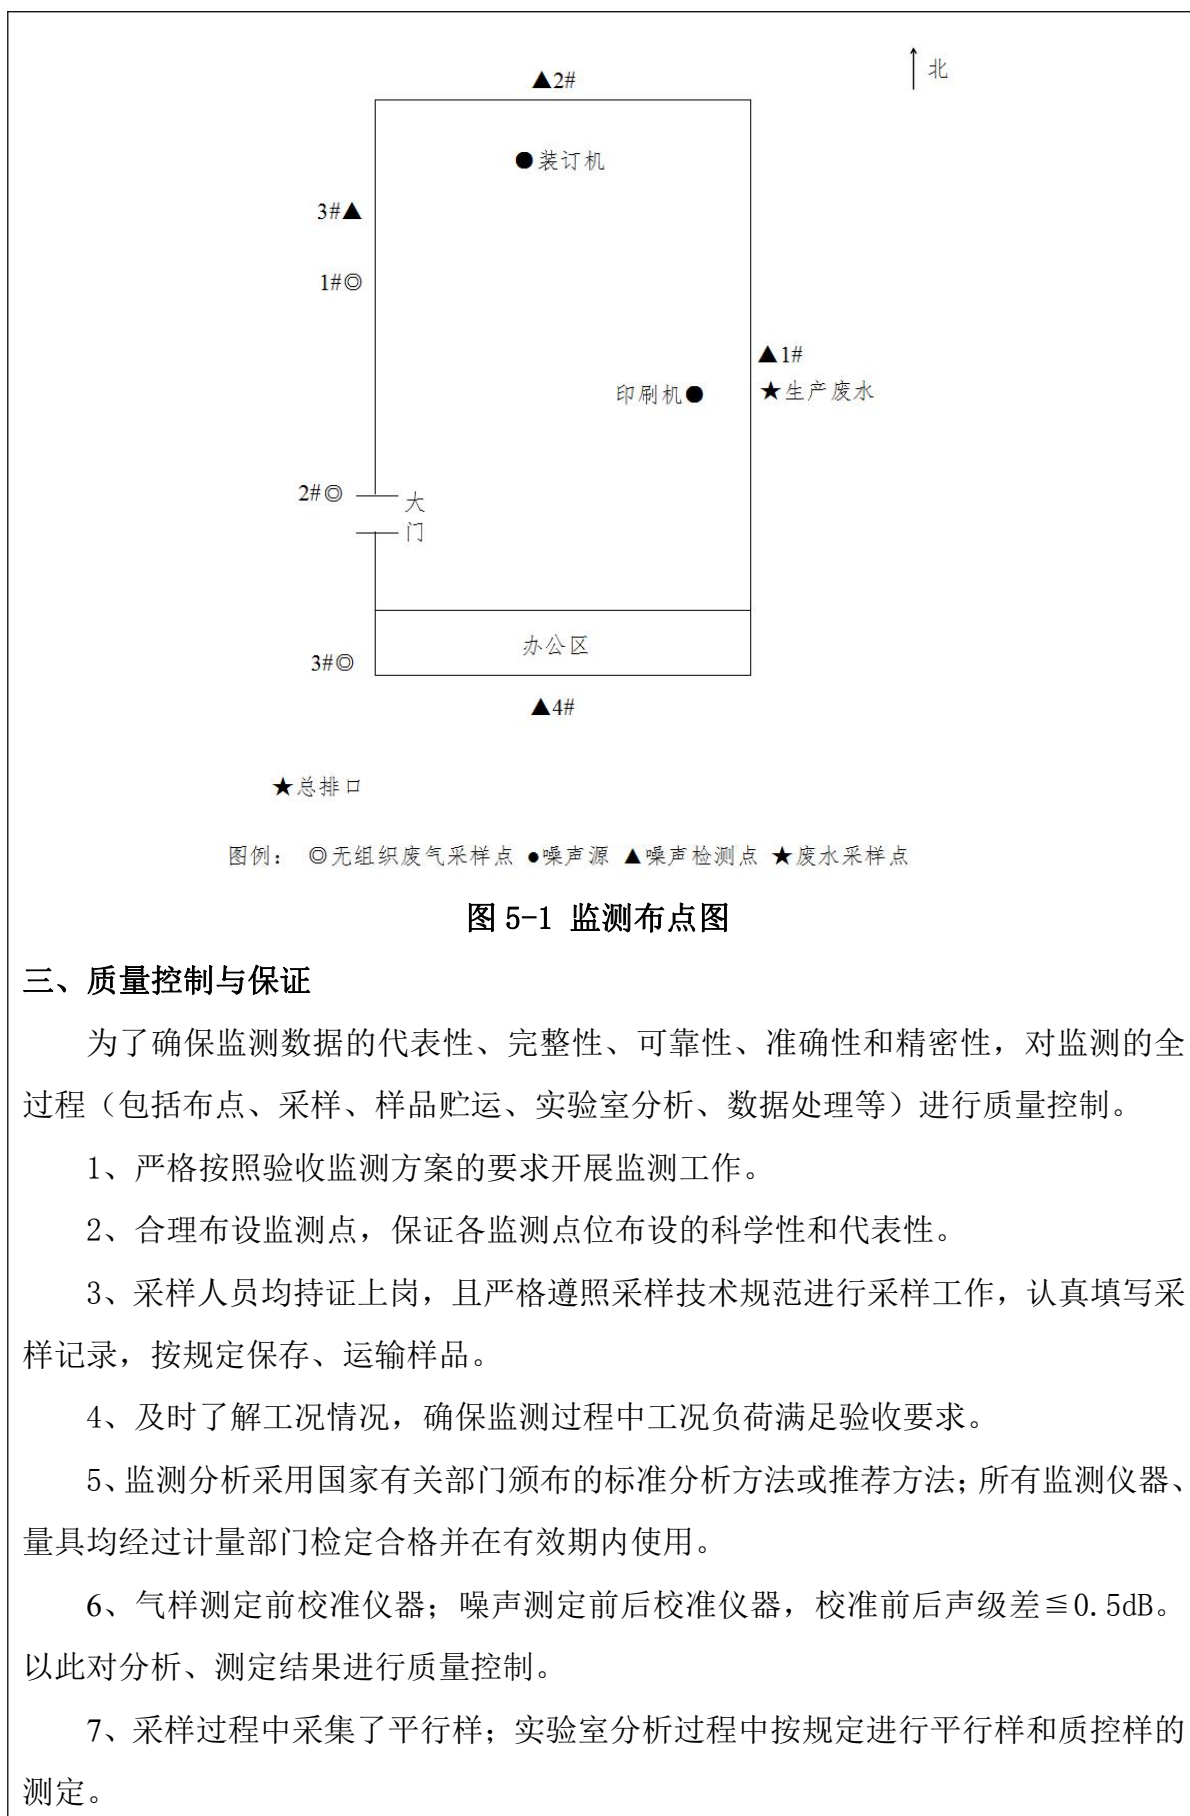 ▲2#
北
●装订机
3#▲
1#◎
▲1#
印刷机●
★生产废水
2#◎
大
门
办公区
3#◎
▲4#
★总排口
图例: ◎无组织废气采样点 ●噪声源 ▲噪声检测点 ★废水采样点
图 5-1 监测布点图
三、质量控制与保证
为了确保监测数据的代表性、完整性、可靠性、准确性和精密性，对监测的全
过程（包括布点、采样、样品贮运、实验室分析、数据处理等）进行质量控制。
1、严格按照验收监测方案的要求开展监测工作。
2、合理布设监测点，保证各监测点位布设的科学性和代表性。
3、采样人员均持证上岗，且严格遵照采样技术规范进行采样工作，认真填写采
样记录，按规定保存、运输样品。
4、及时了解工况情况，确保监测过程中工况负荷满足验收要求。
5、监测分析采用国家有关部门颁布的标准分析方法或推荐方法；所有监测仪器、
量具均经过计量部门检定合格并在有效期内使用。
6、气样测定前校准仪器；噪声测定前后校准仪器，校准前后声级差≦0.5dB。
以此对分析、测定结果进行质量控制。
7、采样过程中采集了平行样；实验室分析过程中按规定进行平行样和质控样的
测定。